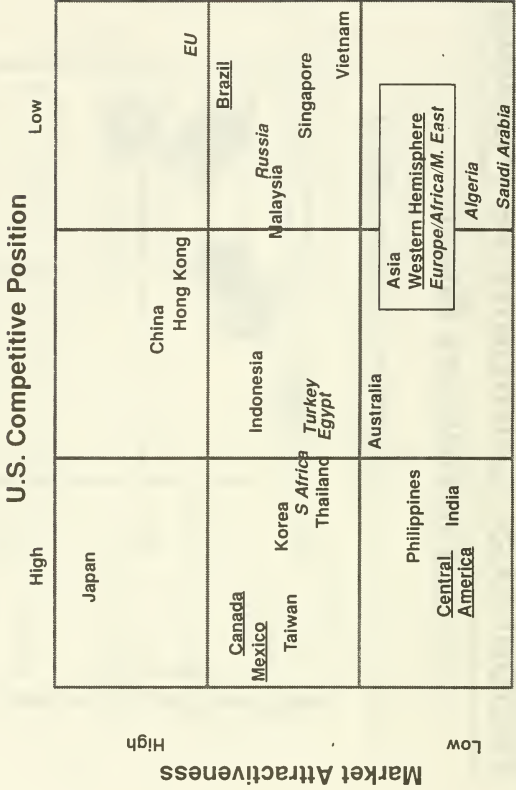 U.S. Competitive Position
High
Low
Market Attractiveness
High
Low
Japan
China
Hong Kong
EU
Canada
Mexico
Taiwan
Korea
S Africa
Thailand
Indonesia
Turkey
Egypt
Brazil
Russia
Malaysia
Singapore
Vietnam
Philippines
India
Central
America
Australia
Asia
Western Hemisphere
Europe/Africa/M. East
Algeria
Saudi Arabia